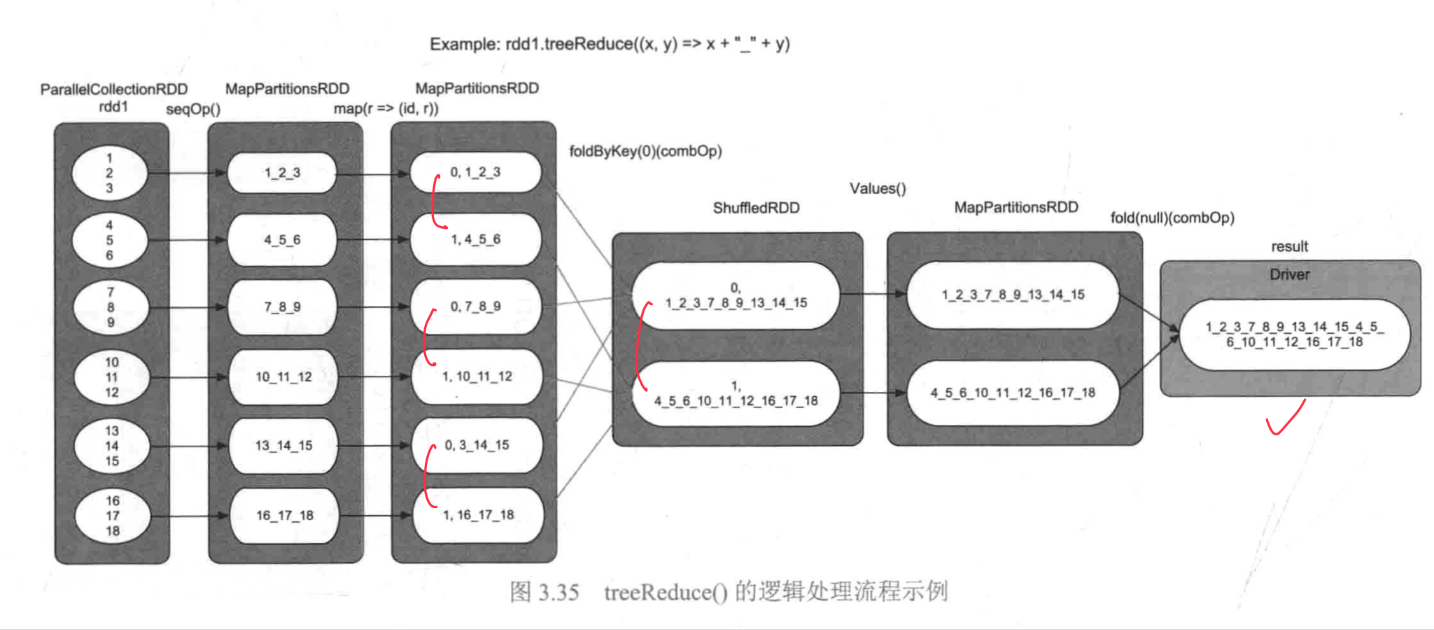 Example: rdd1.treeReduce((x, y) => x + "_" + y)
ParallelCollectionRDD
rdd1
seqOp()
MapPartitionsRDD
map(r => (id, r))
MapPartitionsRDD
1
2
3
4
5
6
7
8
9
10
11
12
13
14
15
16
17
18
1_2_3
4_5_6
7_8_9
10_11_12
13_14_15
16_17_18
0, 1_2_3
1, 4_5_6
0, 7_8_9
1, 10_11_12
0, 3_14_15
1, 16_17_18
foldByKey(0)(combOp)
ShuffledRDD
0,
1_2_3_7_8_9_13_14_15
1,
4_5_6_10_11_12_16_17_18
Values()
MapPartitionsRDD
1_2_3_7_8_9_13_14_15
4_5_6_10_11_12_16_17_18
fold(null)(combOp)
result
Driver
1_2_3_7_8_9_13_14_15_4_5_
6_10_11_12_16_17_18
图 3.35 treeReduce() 的逻辑处理流程示例